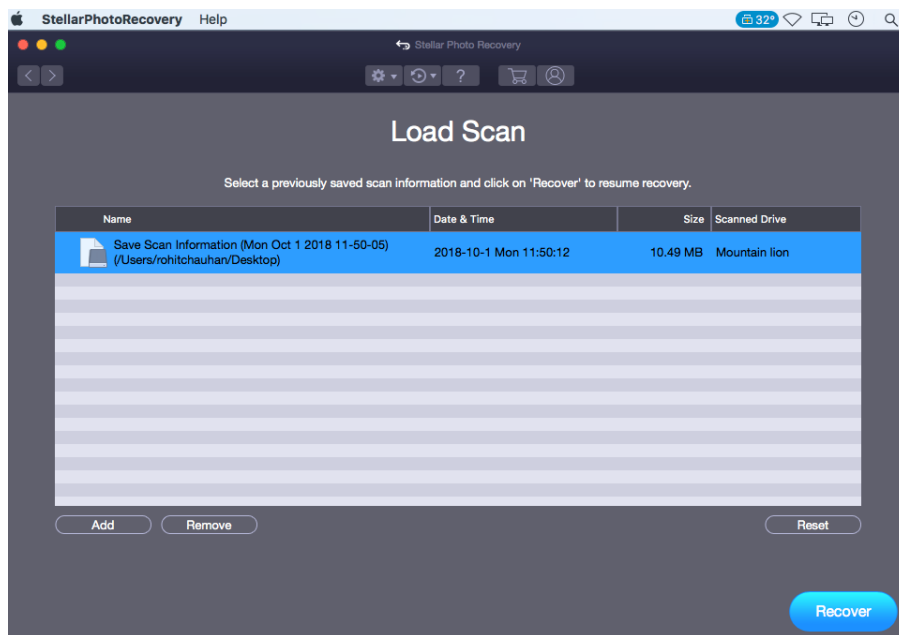 StellarPhotoRecovery Help 32°
Stellar Photo Recovery
?
Load Scan
Select a previously saved scan information and click on 'Recover' to resume recovery.
Name Date & Time Size Scanned Drive
Save Scan Information (Mon Oct 1 2018 11-50-05)
(/Users/rohitchauhan/Desktop) 2018-10-1 Mon 11:50:12 10.49 MB Mountain lion
Add Remove Reset
Recover